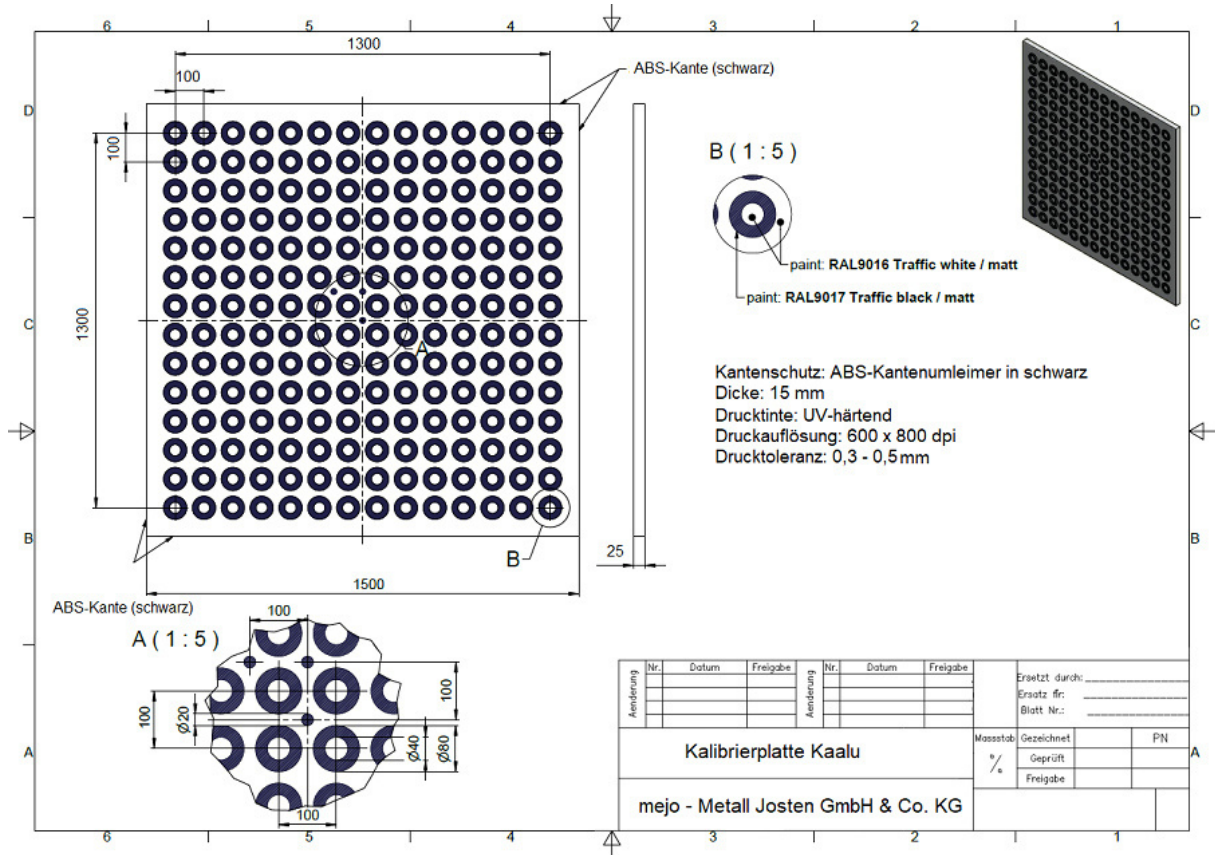 6 5 4 3 2 1
D
C
B
A
D
C
B
A
1300
100
ABS-Kante (schwarz)
100
1300
A
B
1500
25
B ( 1 : 5 )
paint: RAL9016 Traffic white / matt
paint: RAL9017 Traffic black / matt
Kantenschutz: ABS-Kantenumleimer in schwarz
Dicke: 15 mm
Drucktinte: UV-härtend
Druckauflösung: 600 x 800 dpi
Drucktoleranz: 0,3 - 0,5 mm
ABS-Kante (schwarz)
A ( 1 : 5 )
100
100
100
Ø20
Ø40
Ø80
100
Aenderung Nr. Datum Freigabe Aenderung Nr. Datum Freigabe
Ersetzt durch:
Ersatz fir:
Blatt Nr.:
Kalibrierplatte Kaalu
Massstab Gezeichnet PN
Geprüft
Freigabe
mejo - Metall Josten GmbH & Co. KG
6 5 4 3 2 1